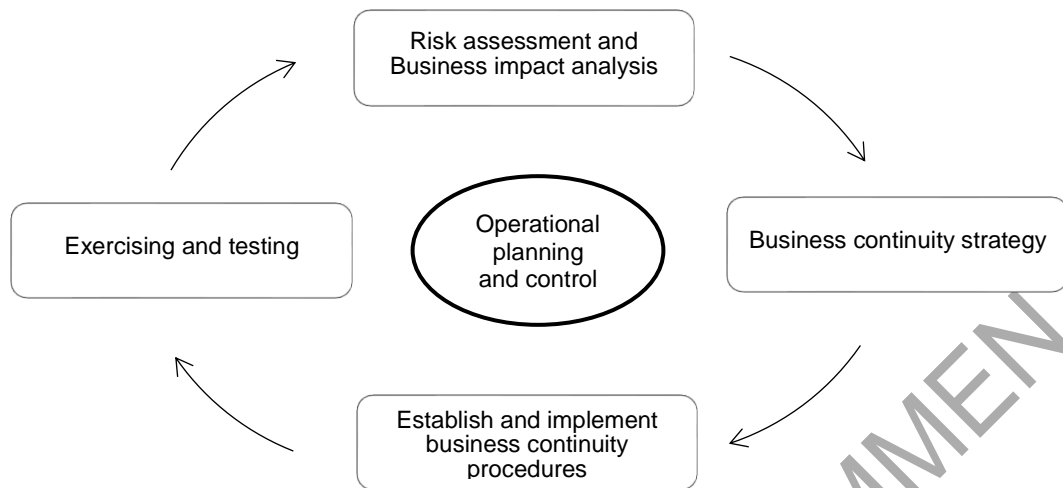 Risk assessment and
Business impact analysis
Exercising and testing
Operational
planning
and control
Business continuity strategy
Establish and implement
business continuity
procedures